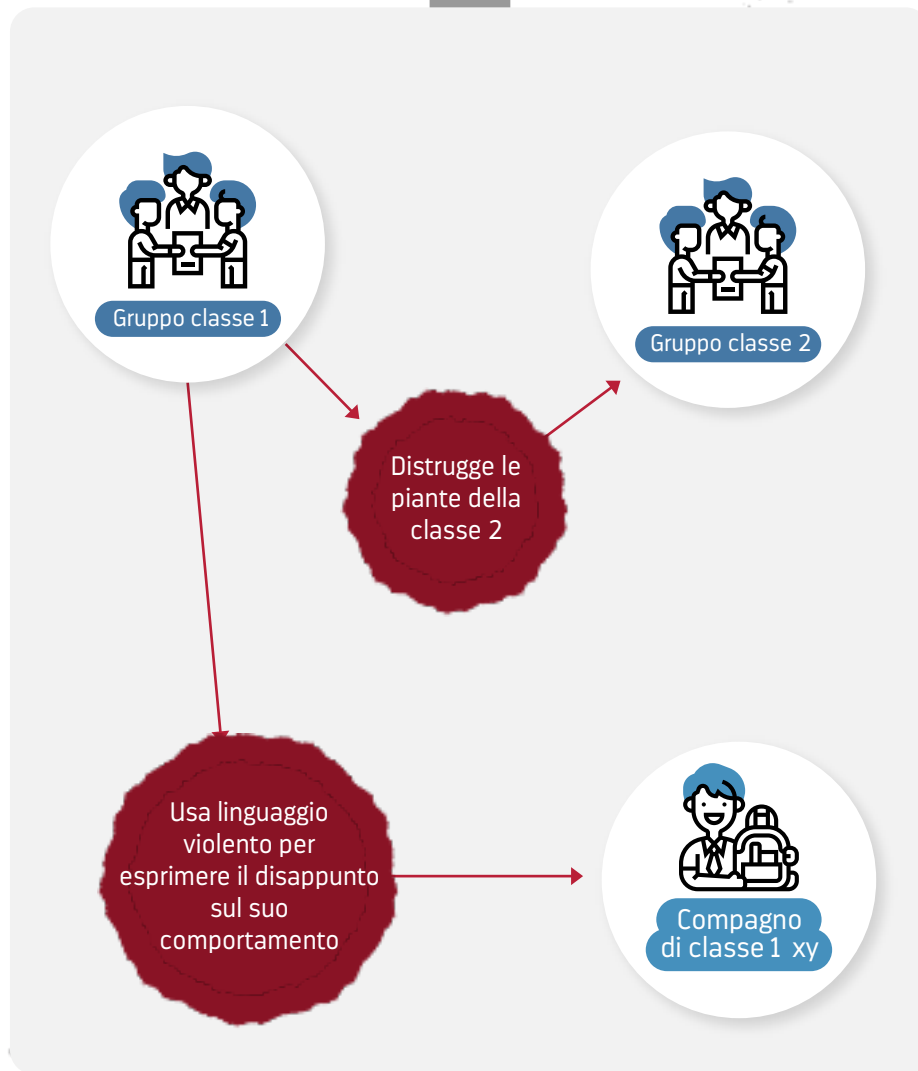 Gruppo classe 1
Gruppo classe 2
Distrugge le
piante della
classe 2
Usa linguaggio
violento per
esprimere il disappunto
sul suo
comportamento
Compagno
di classe 1 xy